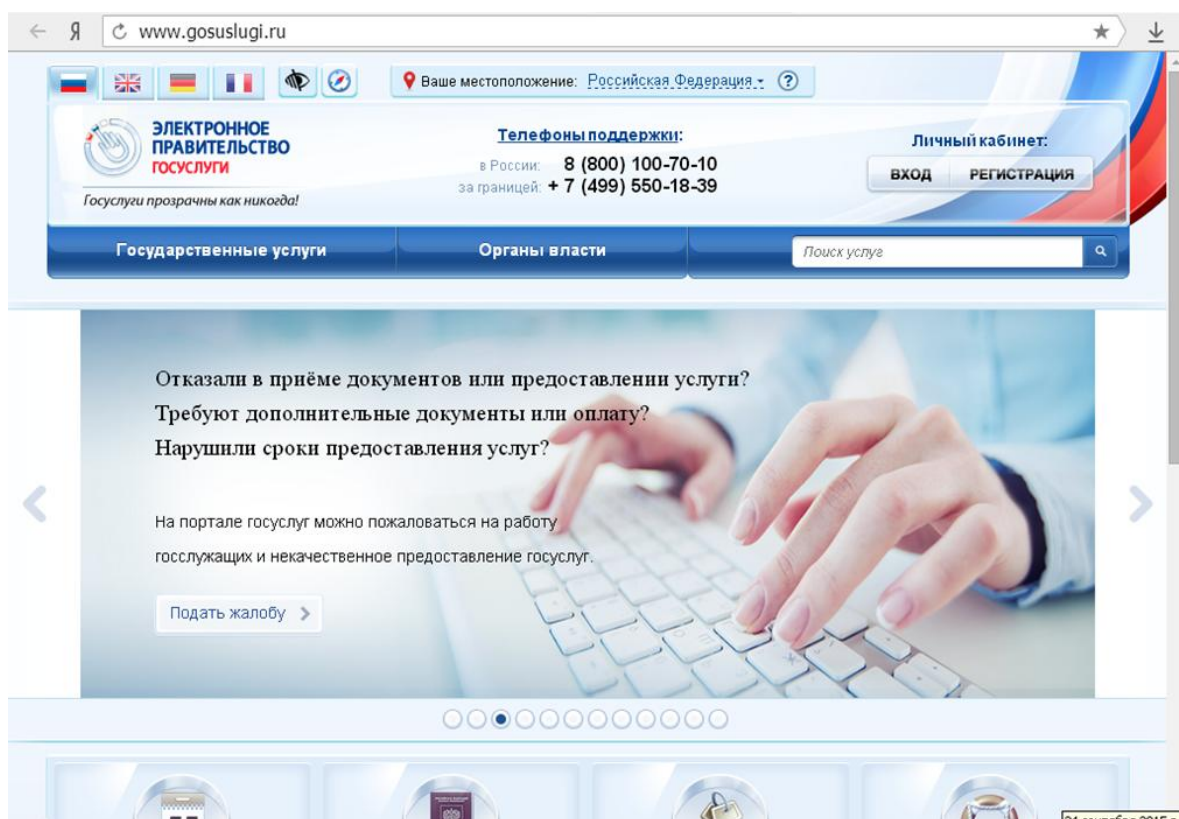 Я www.gosuslugi.ru
Ваше местоположение: Российская Федерация ?
ЭЛЕКТРОННОЕ
ПРАВИТЕЛЬСТВО
ГОСУСЛУГИ
Госуслуги прозрачны как никогда!
Телефоны поддержки:
в России: 8 (800) 100-70-10
за границей: + 7 (499) 550-18-39
Личный кабинет:
ВХОД РЕГИСТРАЦИЯ
Государственные услуги Органы власти Поиск услуг
Отказали в приёме документов или предоставлении услуги?
Требуют дополнительные документы или оплату?
Нарушили сроки предоставления услуг?
На портале госуслуг можно пожаловаться на работу
госслужащих и некачественное предоставление госуслуг.
Подать жалобу